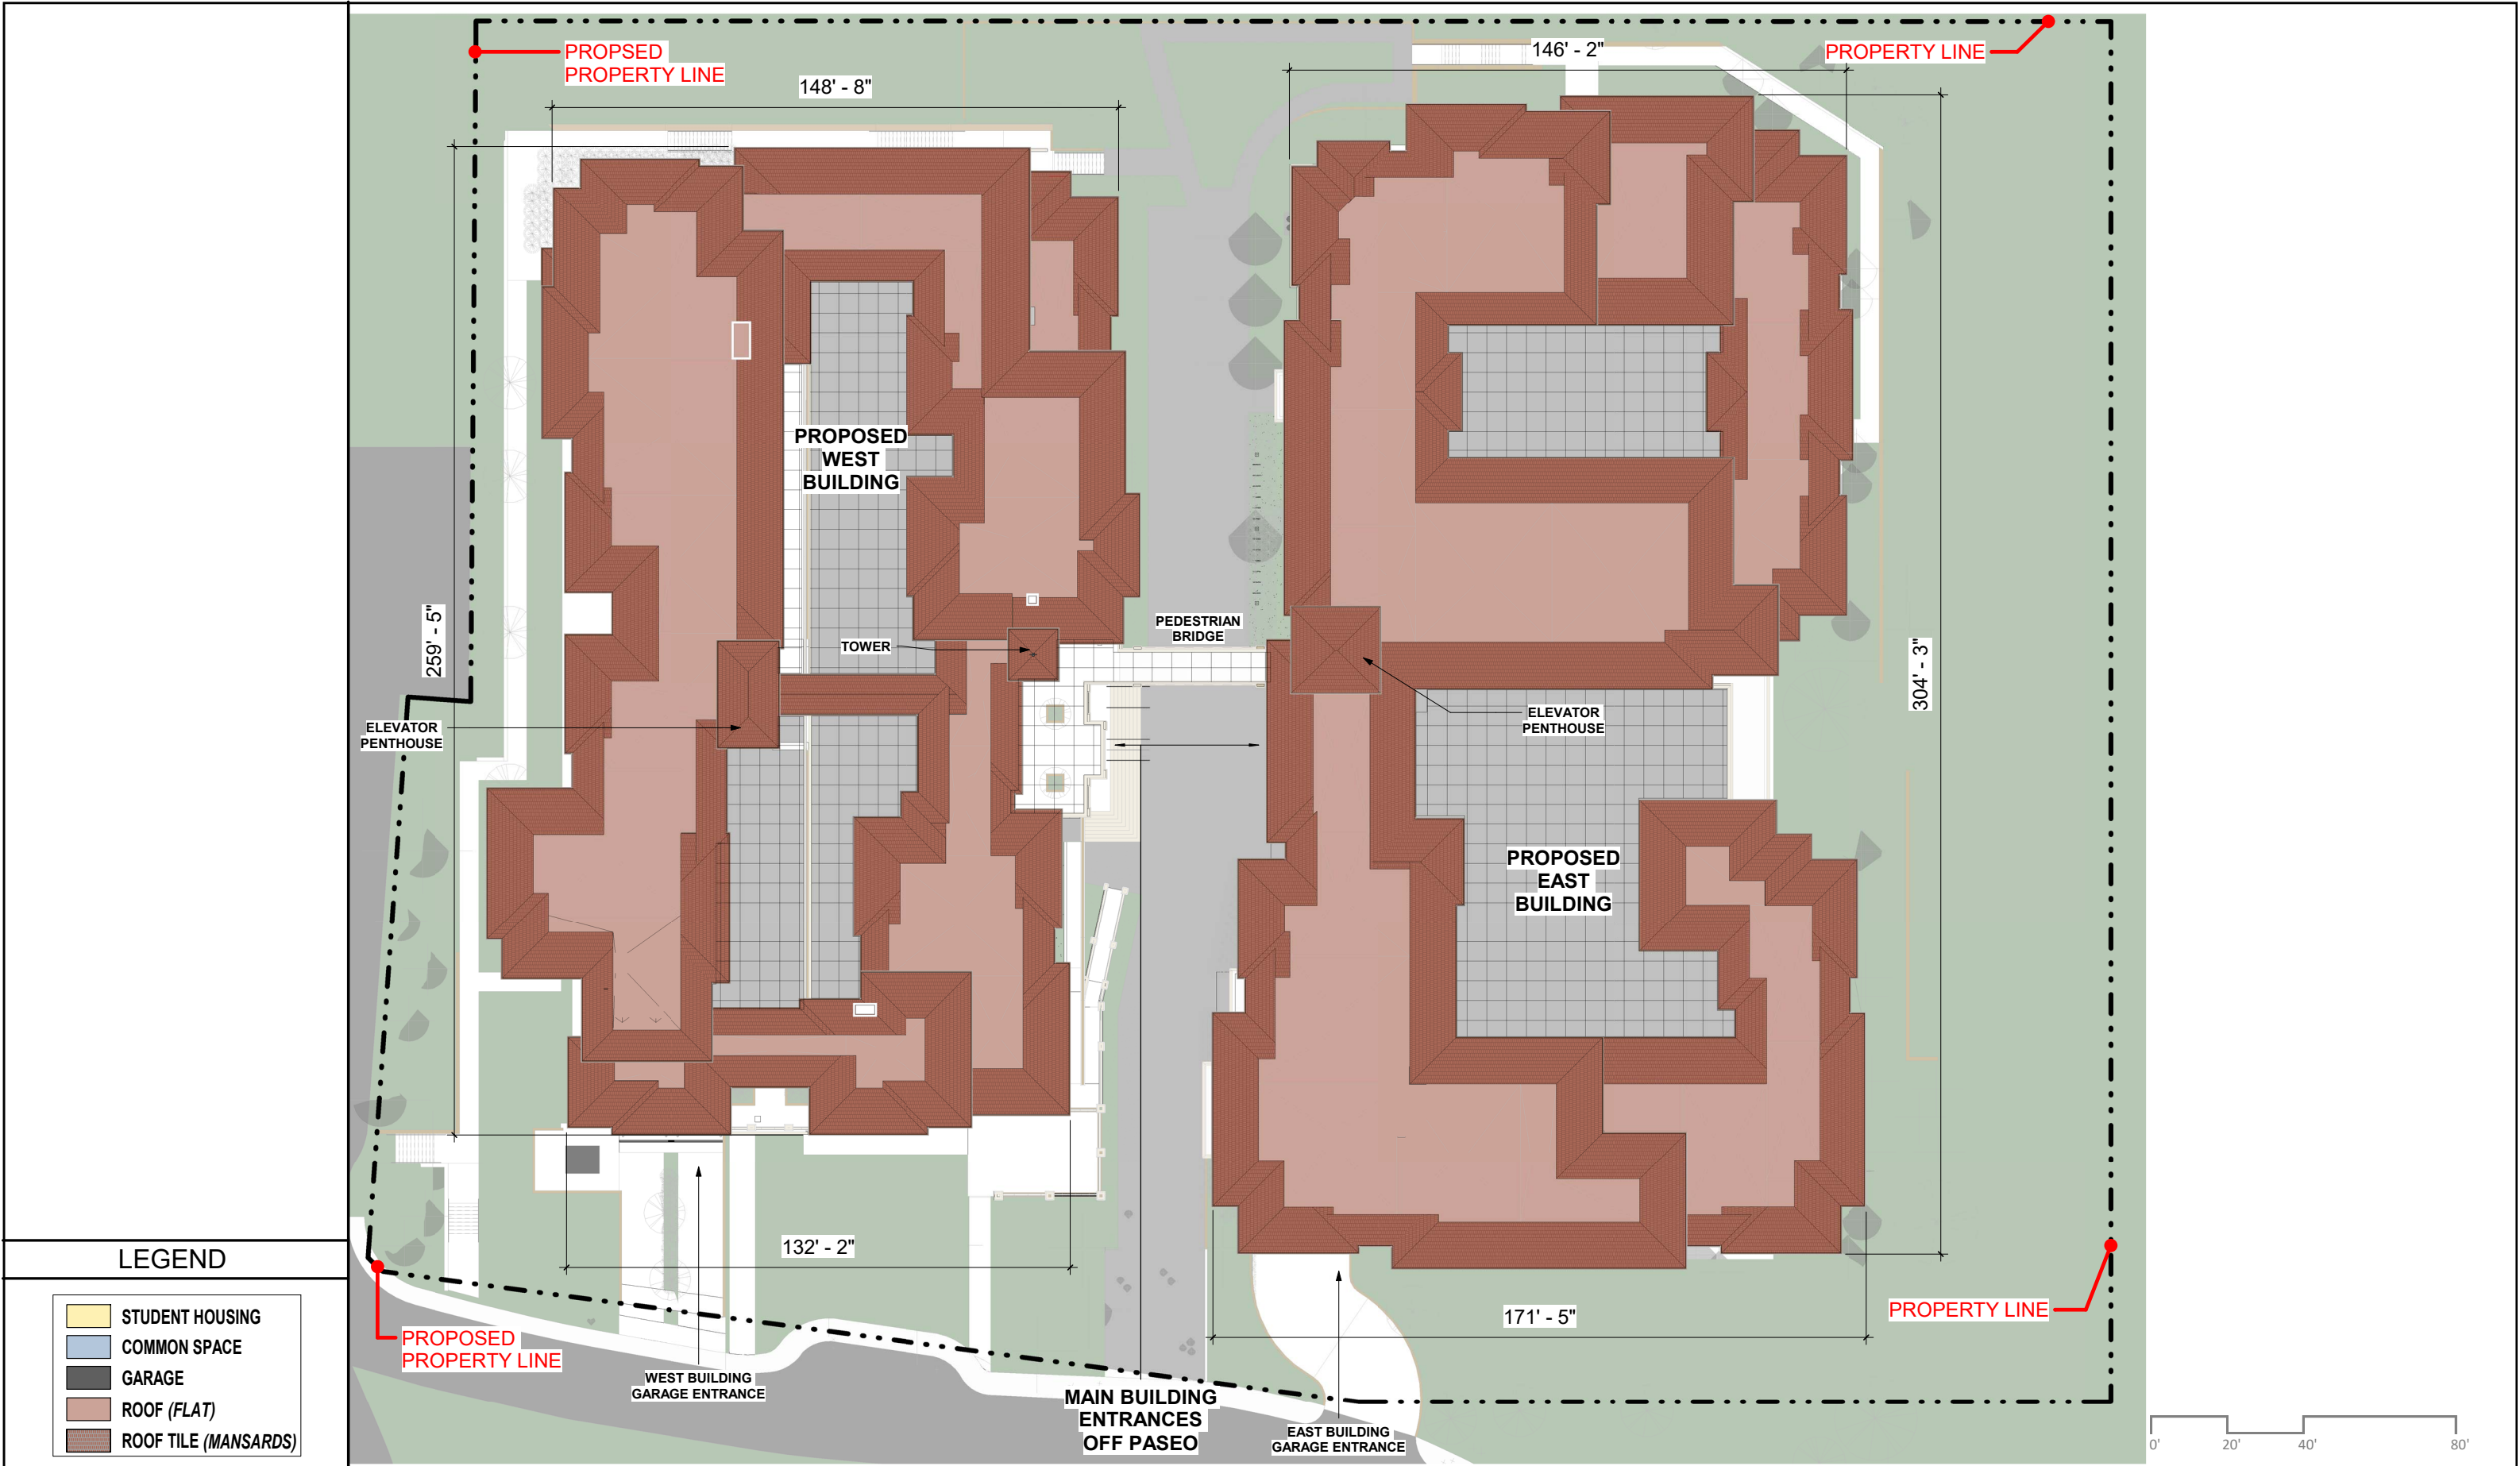 PROPSED
PROPERTY LINE
148' - 8"
146' - 2"
PROPERTY LINE
PROPOSED
WEST
BUILDING
259' - 5"
TOWER
PEDESTRIAN
BRIDGE
304' - 3"
ELEVATOR
PENTHOUSE
ELEVATOR
PENTHOUSE
PROPOSED
EAST
BUILDING
132' - 2"
171' - 5"
PROPERTY LINE
PROPOSED
PROPERTY LINE
WEST BUILDING
GARAGE ENTRANCE
MAIN BUILDING
ENTRANCES
OFF PASEO
EAST BUILDING
GARAGE ENTRANCE
LEGEND
STUDENT HOUSING
COMMON SPACE
GARAGE
ROOF (FLAT)
ROOF TILE (MANSARDS)
0' 20' 40' 80'